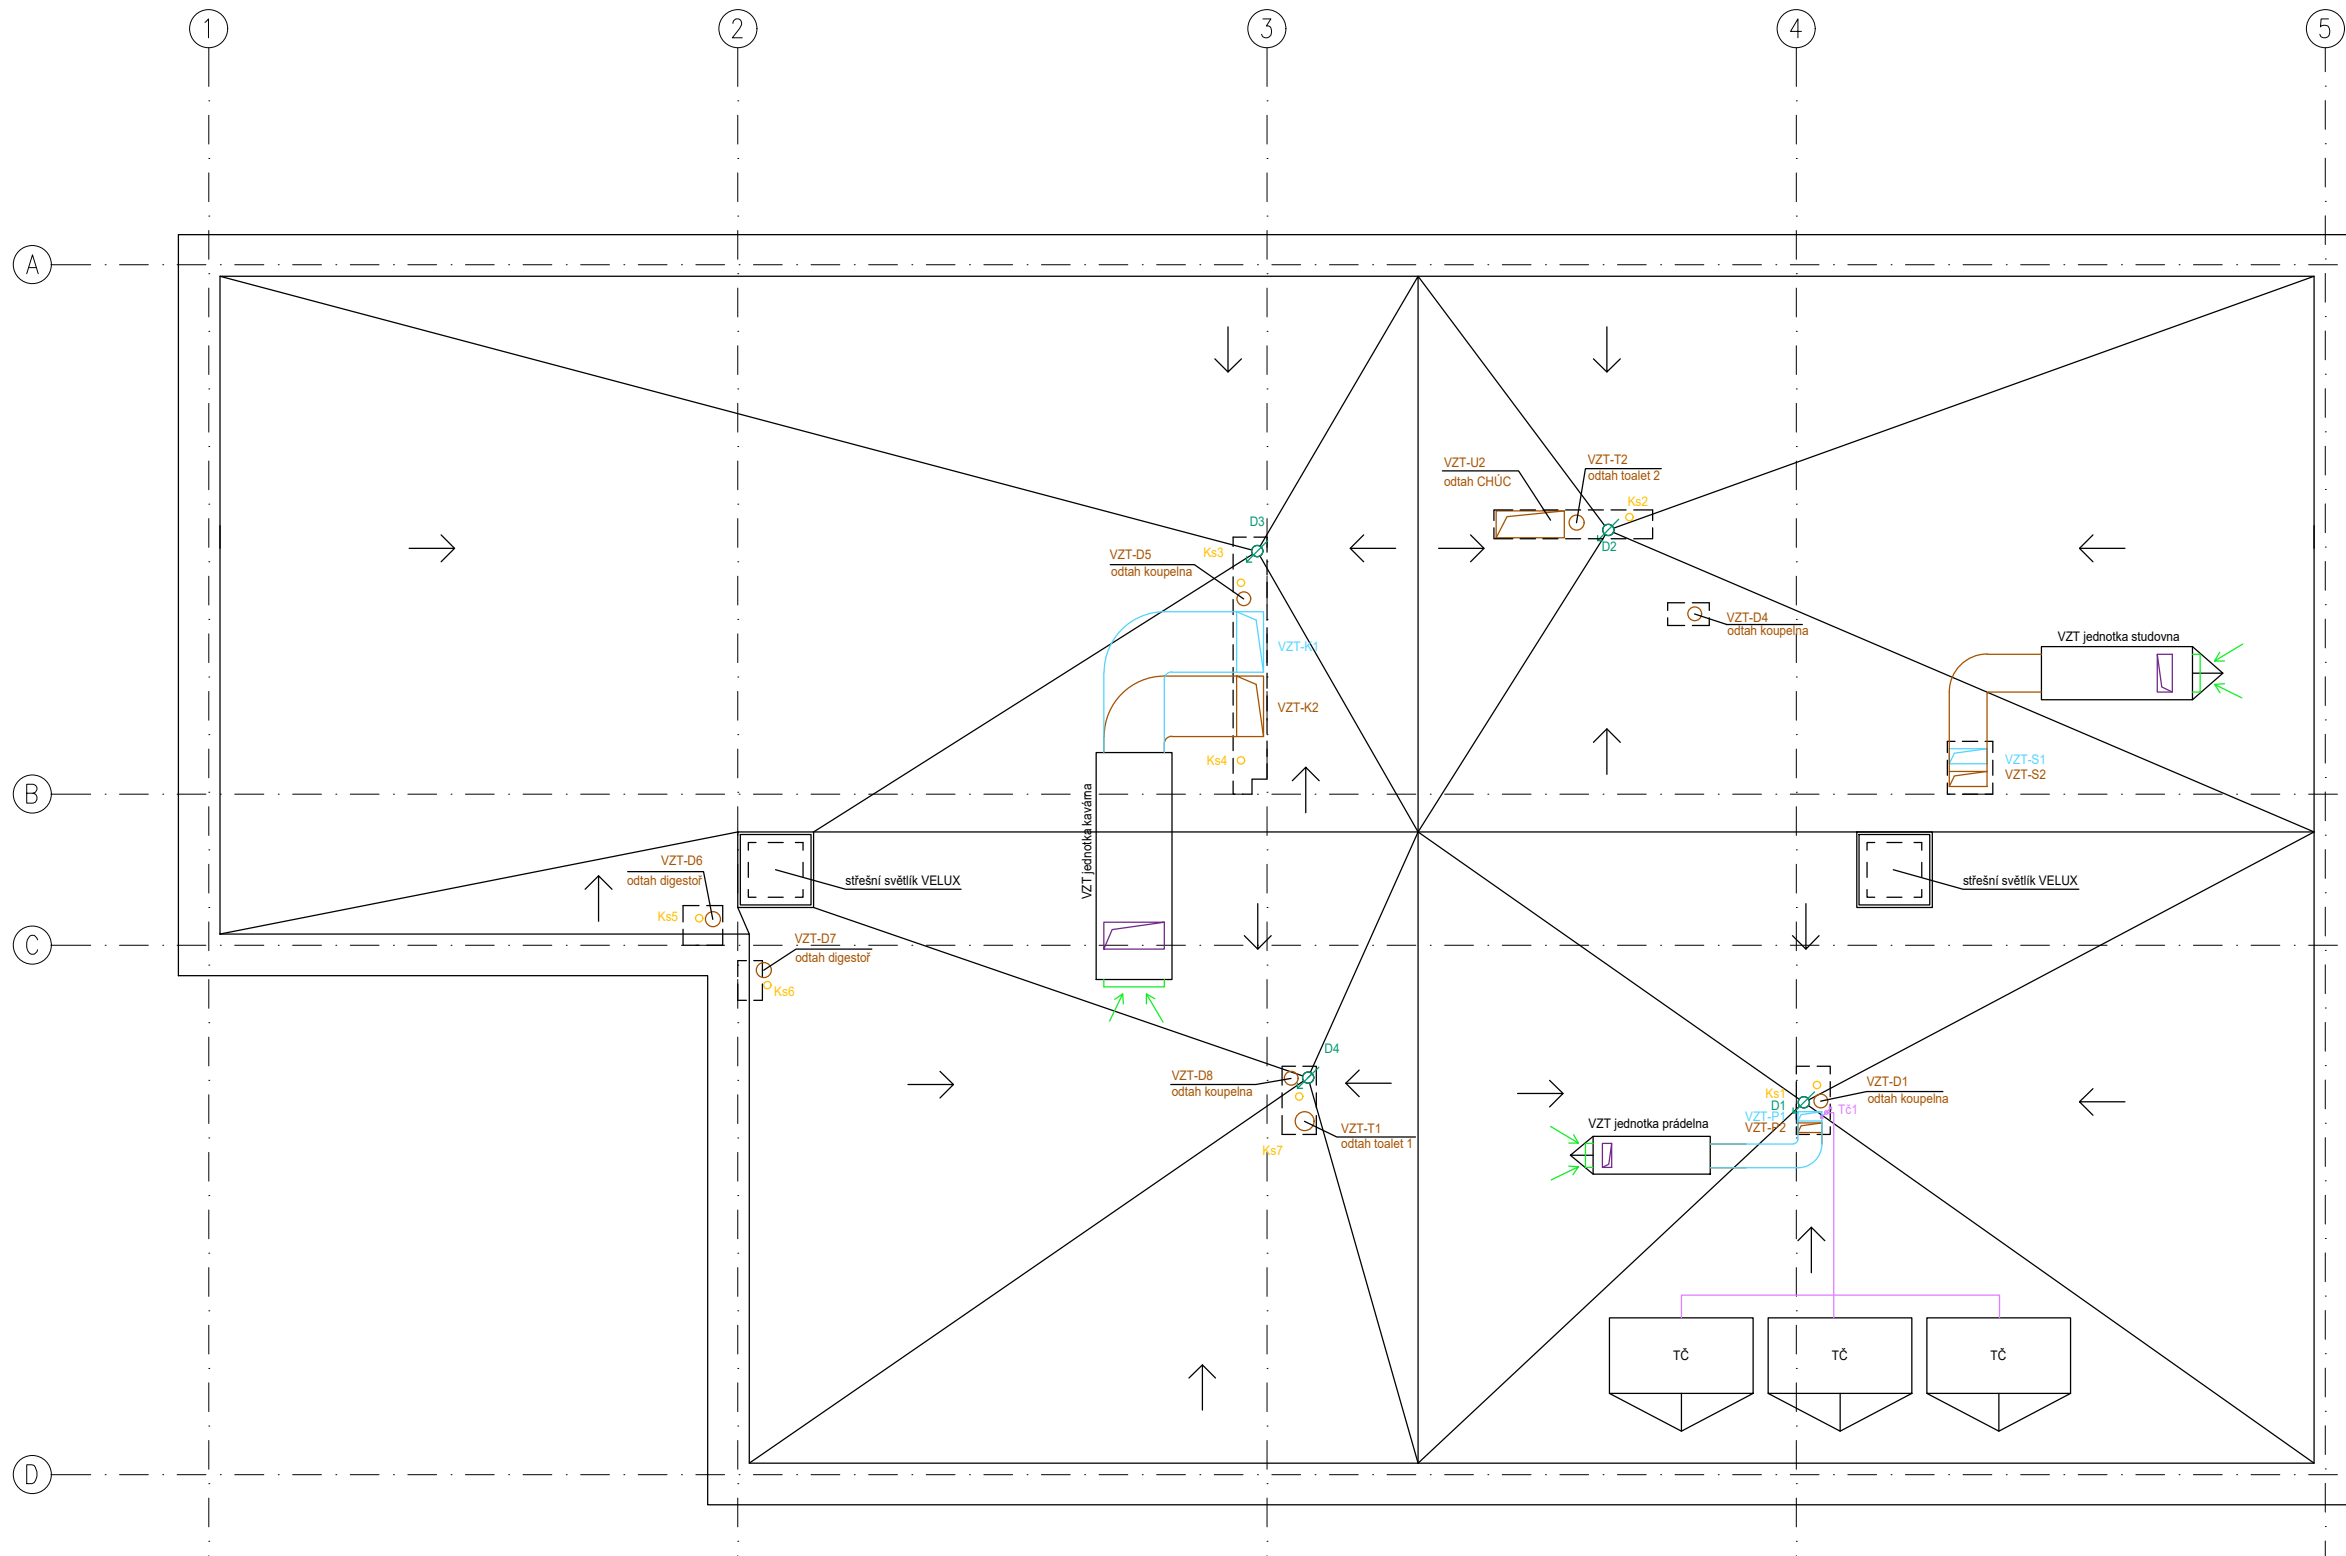 1
2
3
4
5
A
VZT-U2
odtah CHÚC
VZT-T2
odtah toalet 2
Ks2
D2
D3
Ks3
VZT-D5
odtah koupelna
VZT-D4
odtah koupelna
VZT jednotka studovna
VZT-K1
VZT-K2
VZT-S1
VZT-S2
Ks4
B
VZT jednotka kavárna
VZT-D6
odtah digestoř
střešní světlík VELUX
střešní světlík VELUX
Ks5
C
VZT-D7
odtah digestoř
Ks6
D4
VZT-D8
odtah koupelna
VZT-T1
odtah toalet 1
Ks7
Ks1
D1
VZT-P1
VZT-P2
VZT-D1
odtah koupelna
Tč1
VZT jednotka prádelna
TČ
TČ
TČ
D